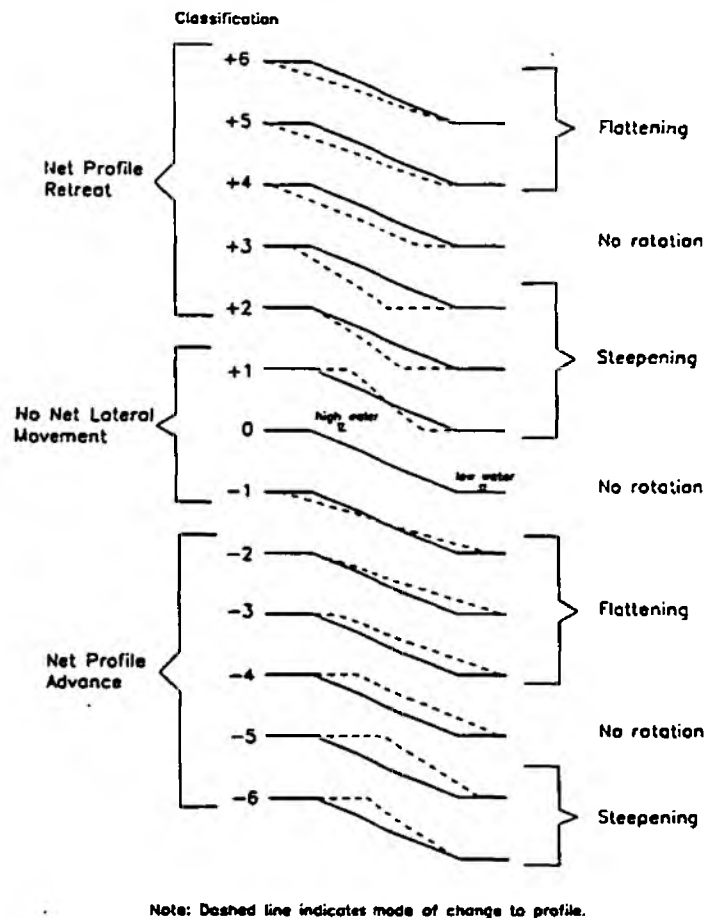 Classification
+6
+5
Flattening
Net Profile
Retreat
+4
No rotation
+3
+2
Steepening
+1
No Net Lateral
Movement
high water
0
low water
No rotation
-1
-2
Flattening
-3
Net Profile
Advance
-4
No rotation
-5
-6
Steepening
Note: Dashed line indicates mode of change to profile.